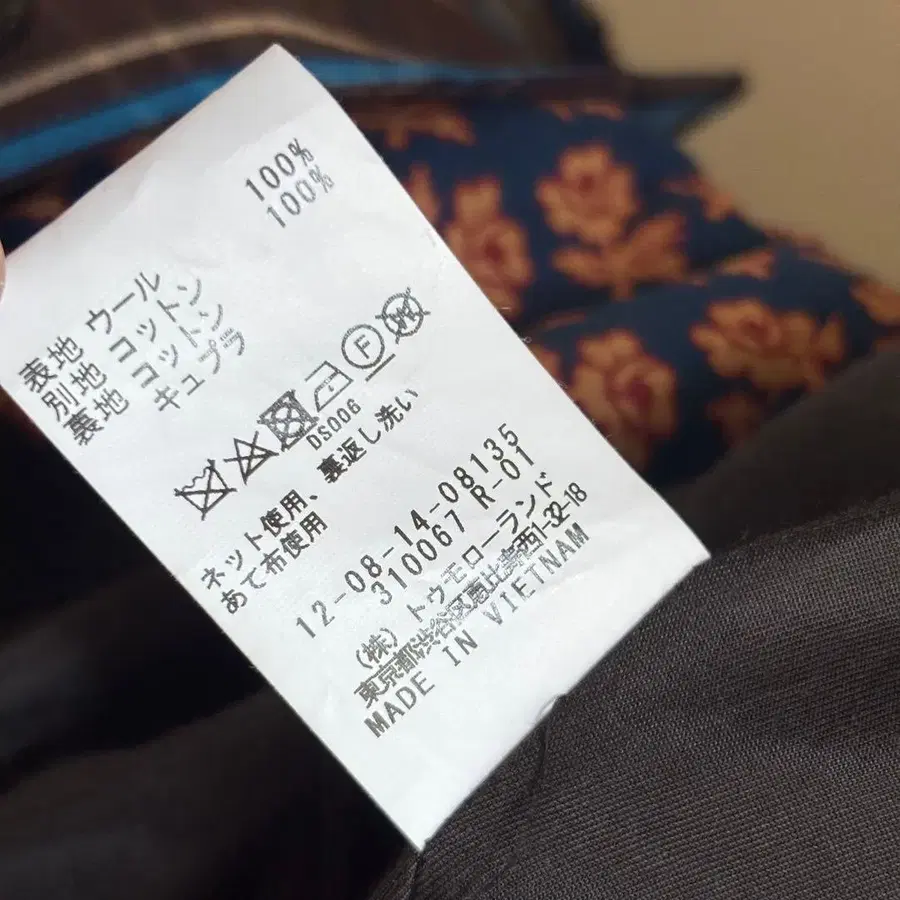 表地 ウール 100%
別地 コットン 100%
裏地 コットン
キュプラ
F
DS006
ネット使用、裏返し洗い
あて布使用
12-08-14-08135
310067 R-01
(株) トゥモローランド
東京都渋谷区恵比寿西1-32-18
MADE IN VIETNAM